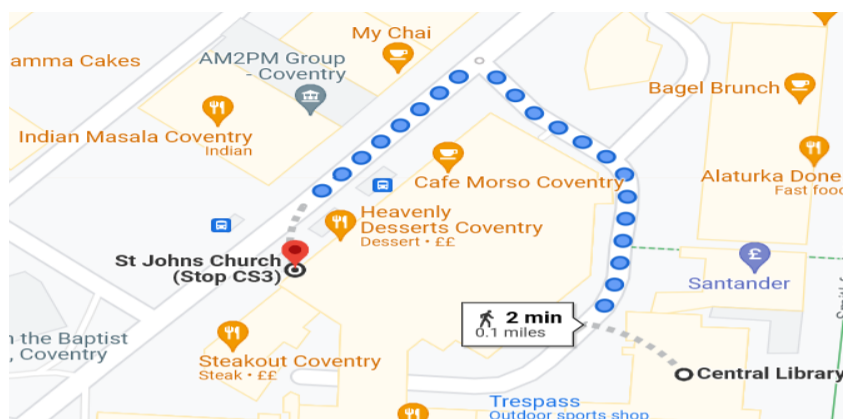 My Chai
amma Cakes
AM2PM Group
- Coventry
Bagel Brunch
Indian Masala Coventry
Indian
Cafe Morso Coventry
Alaturka Done
Fast food
Heavenly
Desserts Coventry
Dessert • ££
St Johns Church
(Stop CS3)
£
Santander
2 min
0.1 miles
n the Baptist
, Coventry
Steakout Coventry
Steak • ££
Central Library
Trespass
Outdoor sports shop